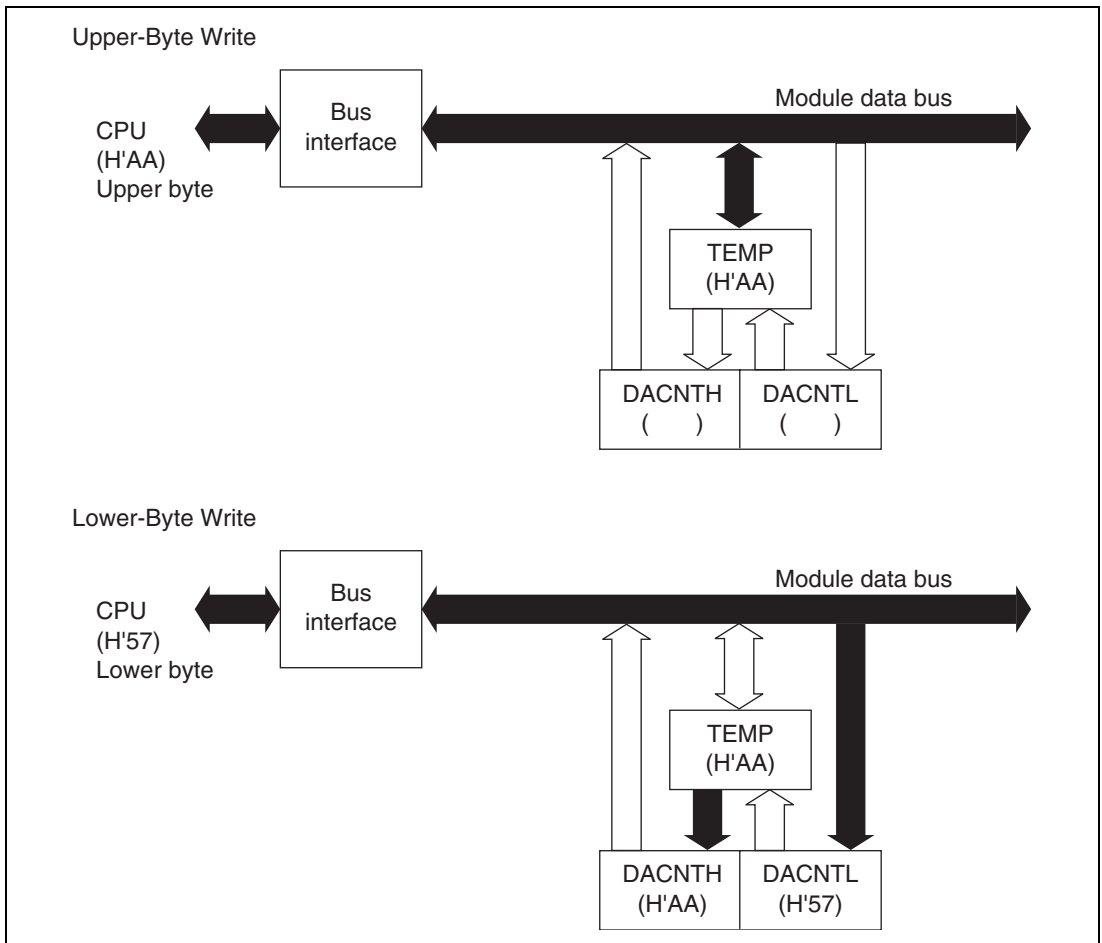 Upper-Byte Write
CPU
(H'AA)
Upper byte
Bus
interface
Module data bus
TEMP
(H'AA)
DACNTH
( )
DACNTL
( )
Lower-Byte Write
CPU
(H'57)
Lower byte
Bus
interface
Module data bus
TEMP
(H'AA)
DACNTH
(H'AA)
DACNTL
(H'57)